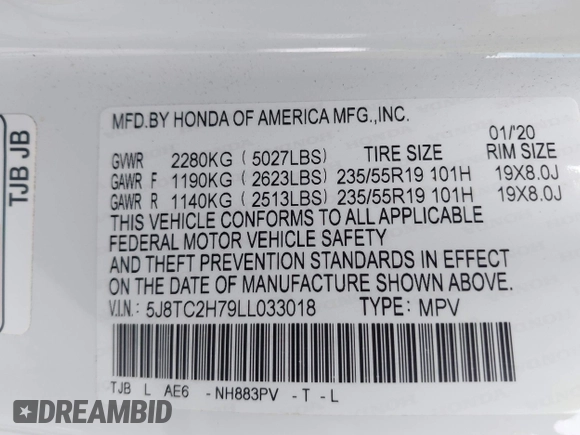 TJB JB
MFD.BY HONDA OF AMERICA MFG.,INC.
01/'20
GVWR 2280KG (5027LBS) TIRE SIZE RIM SIZE
GAWR F 1190KG (2623LBS) 235/55R19 101H 19X8.0J
GAWR R 1140KG (2513LBS) 235/55R19 101H 19X8.0J
THIS VEHICLE CONFORMS TO ALL APPLICABLE
FEDERAL MOTOR VEHICLE SAFETY
AND THEFT PREVENTION STANDARDS IN EFFECT
ON THE DATE OF MANUFACTURE SHOWN ABOVE.
V.I.N.: 5J8TC2H79LL033018 TYPE: MPV
TJB L AE6 - NH883PV - T - L
DREAMBID